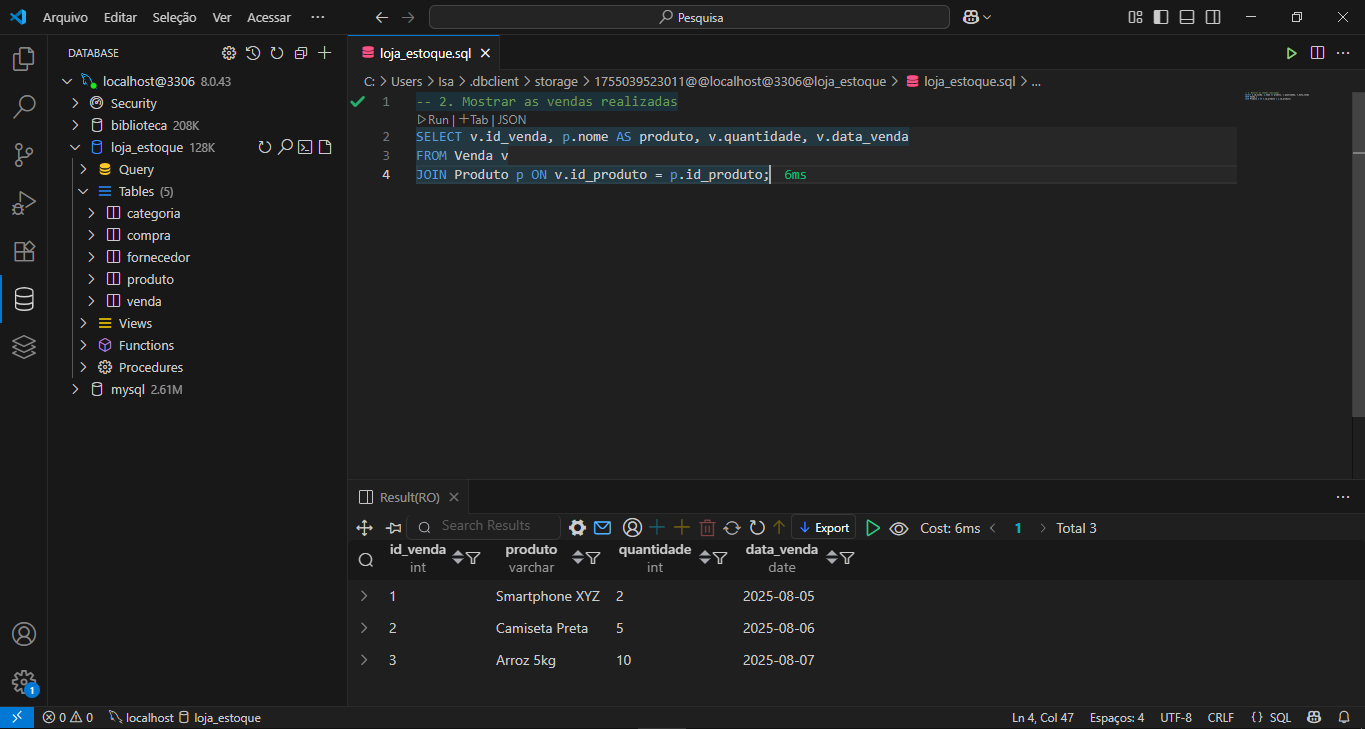 Arquivo Editar Seleção Ver Acessar ··· Pesquisa
DATABASE
localhost@3306 8.0.43
Security
biblioteca 208K
loja_estoque 128K
Query
Tables (5)
categoria
compra
fornecedor
produto
venda
Views
Functions
Procedures
mysql 2.61M
1
loja_estoque.sql
C: > Users > Isa > .dbclient > storage > 1755039523011@@localhost@3306@loja_estoque > loja_estoque.sql > ...
1 -- 2. Mostrar as vendas realizadas
Run | +Tab | JSON
2 SELECT v.id_venda, p.nome AS produto, v.quantidade, v.data_venda
3 FROM Venda v
4 JOIN Produto p ON v.id_produto = p.id_produto; 6ms
Result(RO)
Search Results Export Cost: 6ms < 1 > Total 3
id_venda produto quantidade data_venda
int varchar int date
1 Smartphone XYZ 2 2025-08-05
2 Camiseta Preta 5 2025-08-06
3 Arroz 5kg 10 2025-08-07
0 0 localhost loja_estoque Ln 4, Col 47 Espaços: 4 UTF-8 CRLF {} SQL